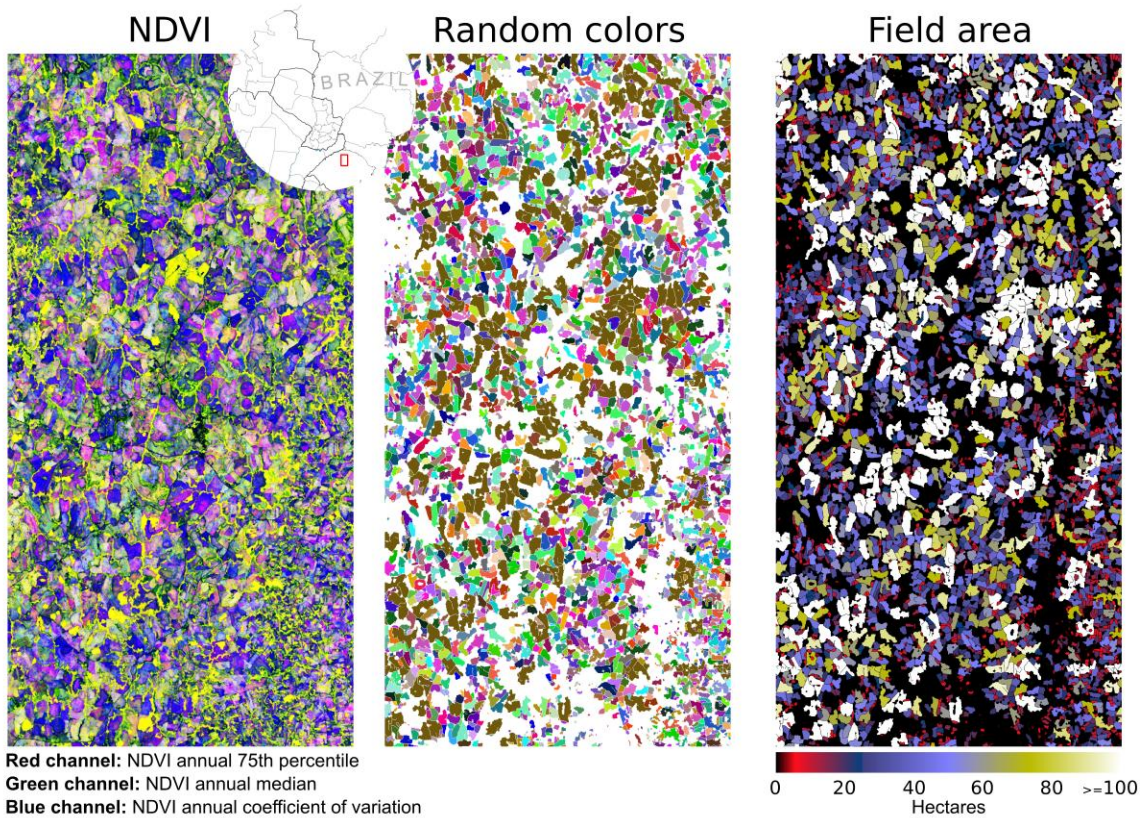 NDVI
Random colors
Field area
BRAZIL
Red channel: NDVI annual 75th percentile
Green channel: NDVI annual median
Blue channel: NDVI annual coefficient of variation
0 20 40 60 80 >=100
Hectares